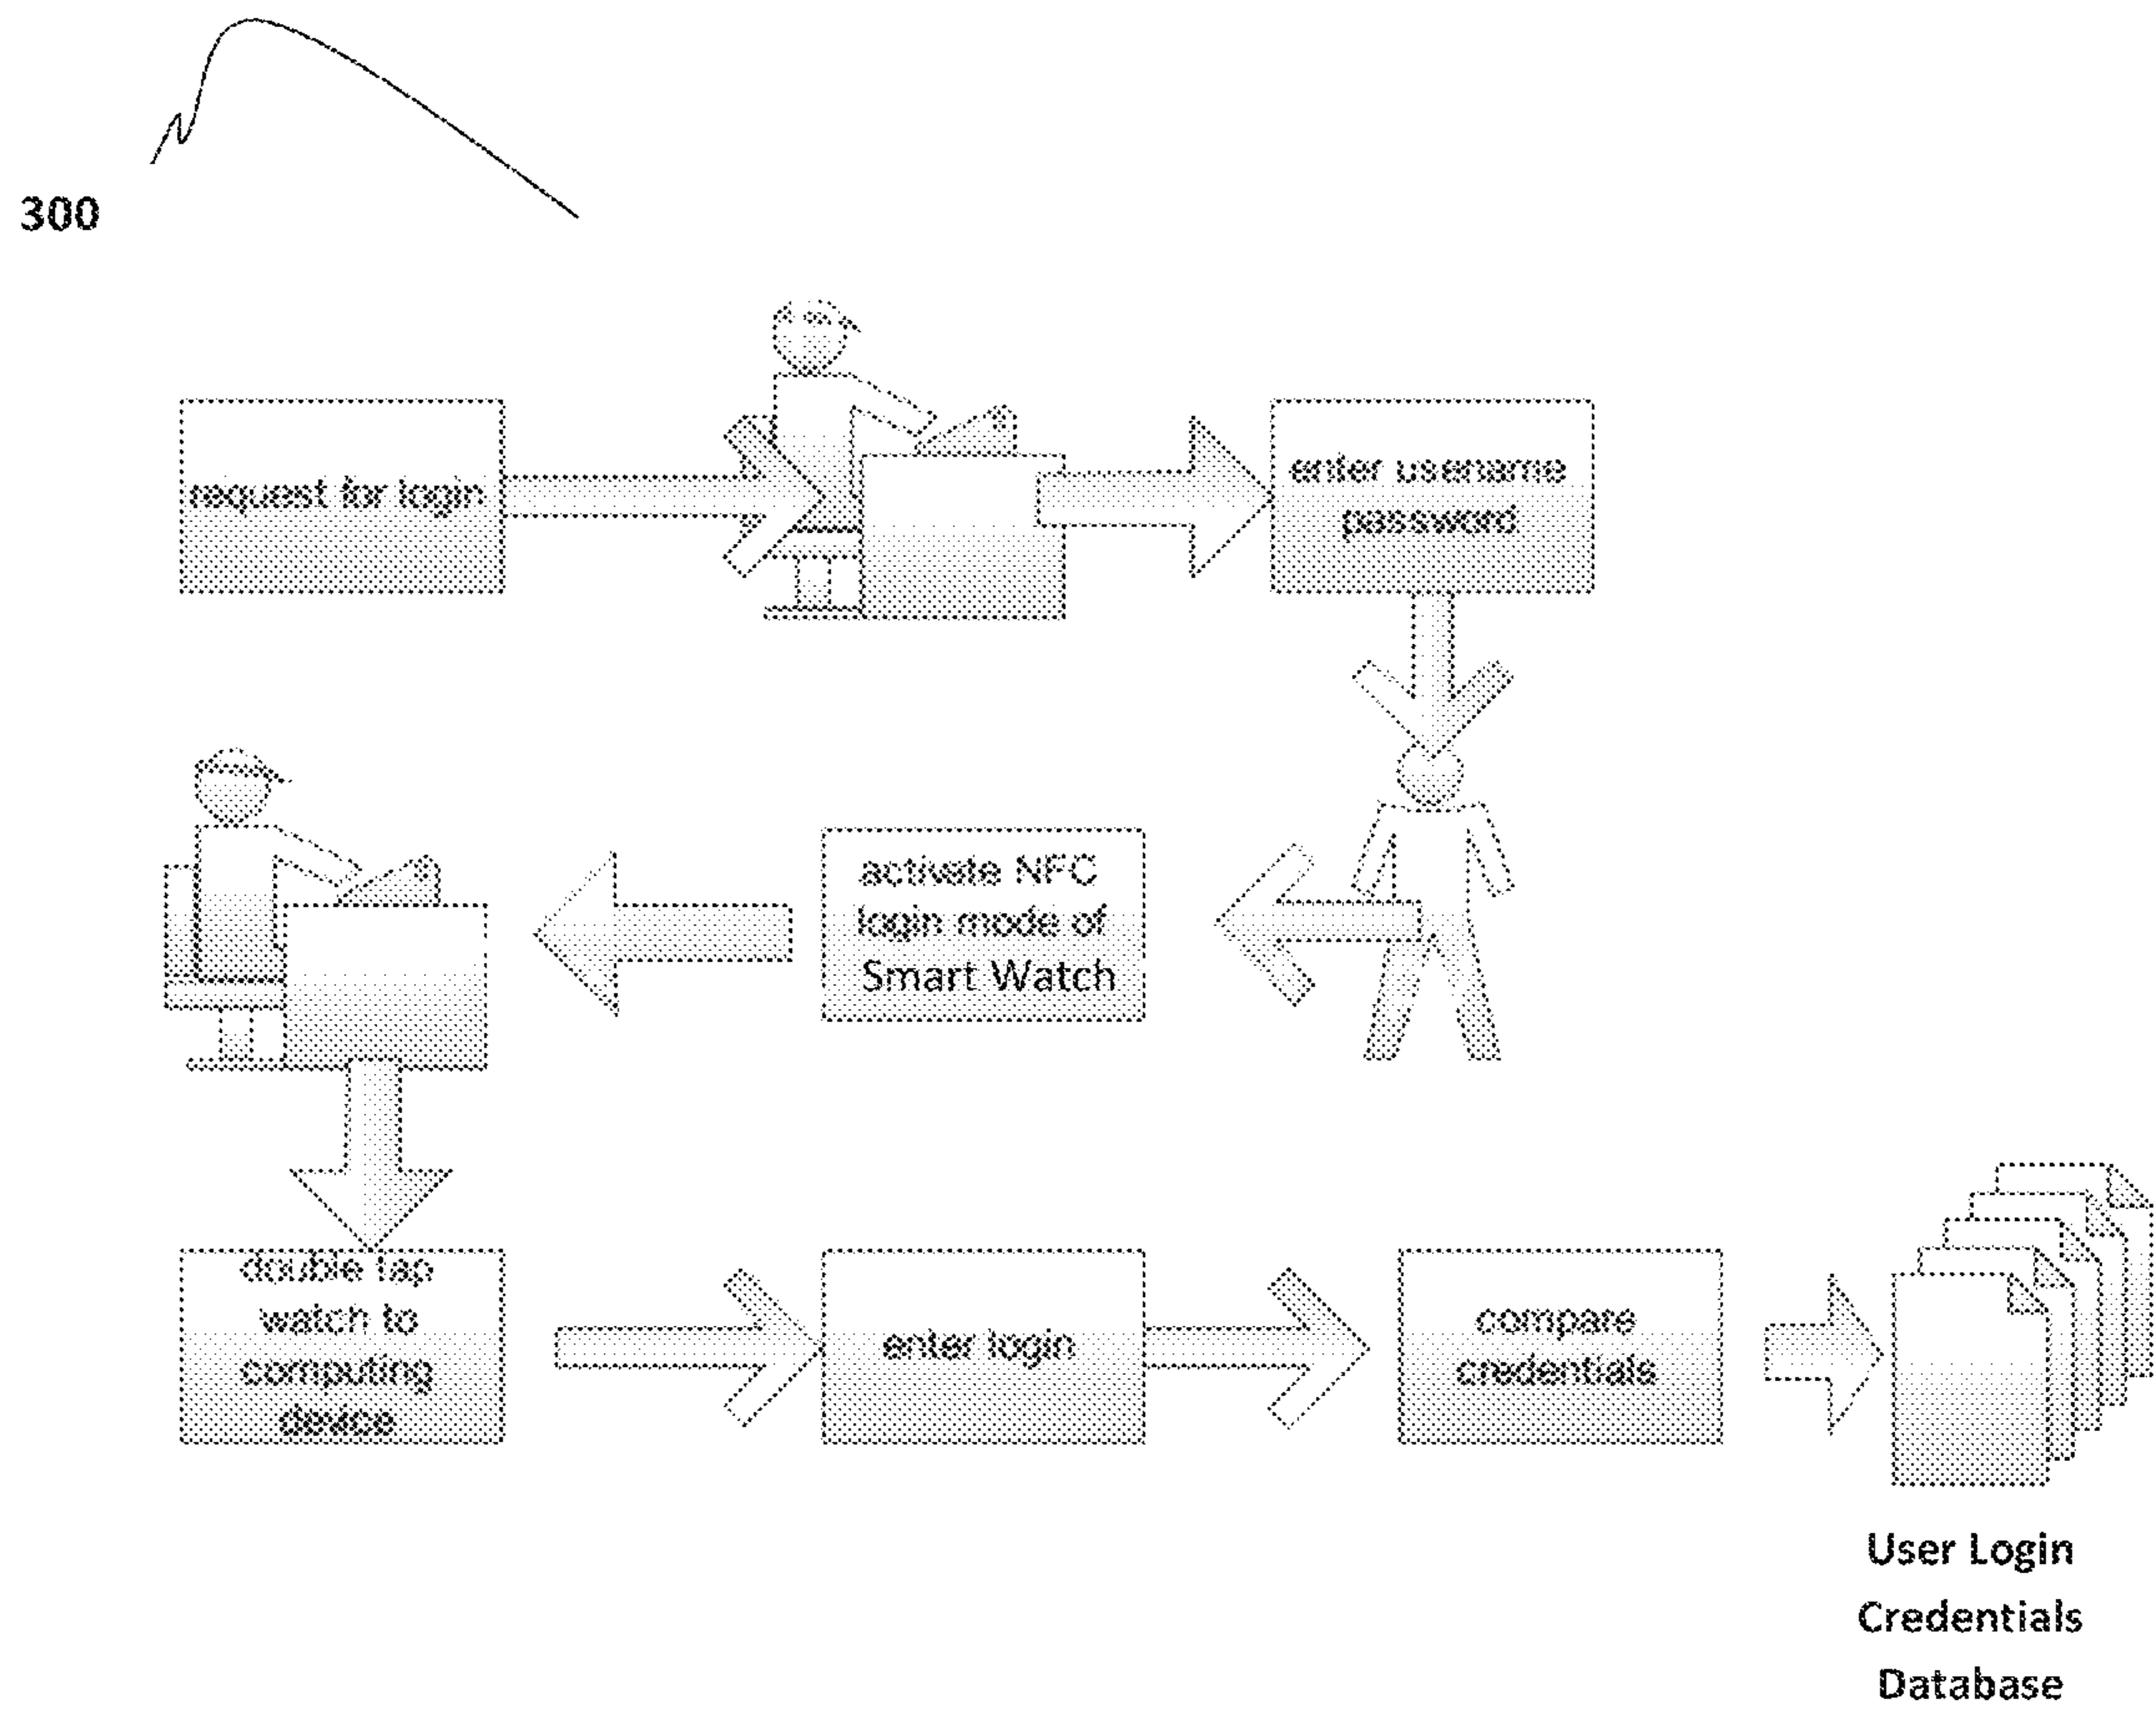 300
request for login
enter usename
password
activate NFC
login mode of
Smart Watch
double tap
watch to
computing
device
enter login
compare
credentials
User Login
Credentials
Database